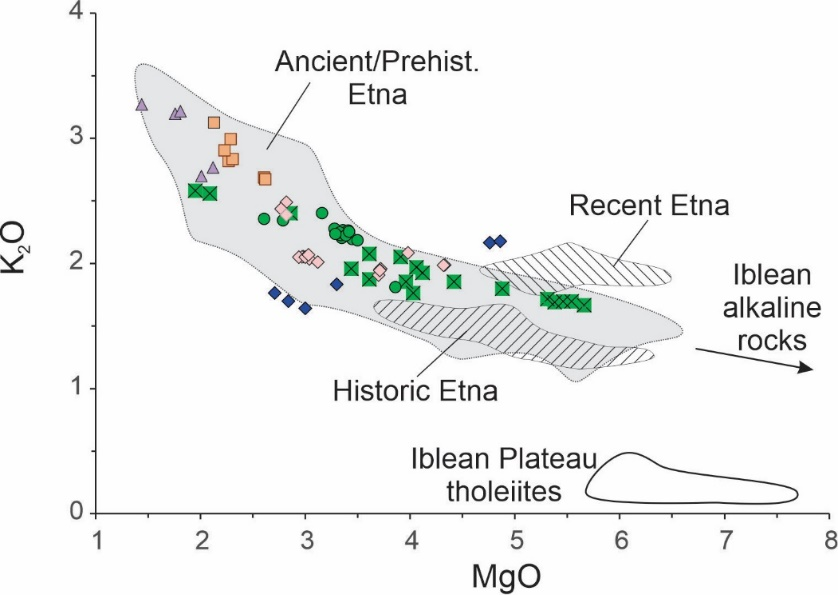 4
Ancient/Prehist.
Etna
3
Recent Etna
K₂O
2
Iblean
alkaline
rocks
1
Historic Etna
Iblean Plateau
tholeiites
0
1 2 3 4 5 6 7 8
MgO